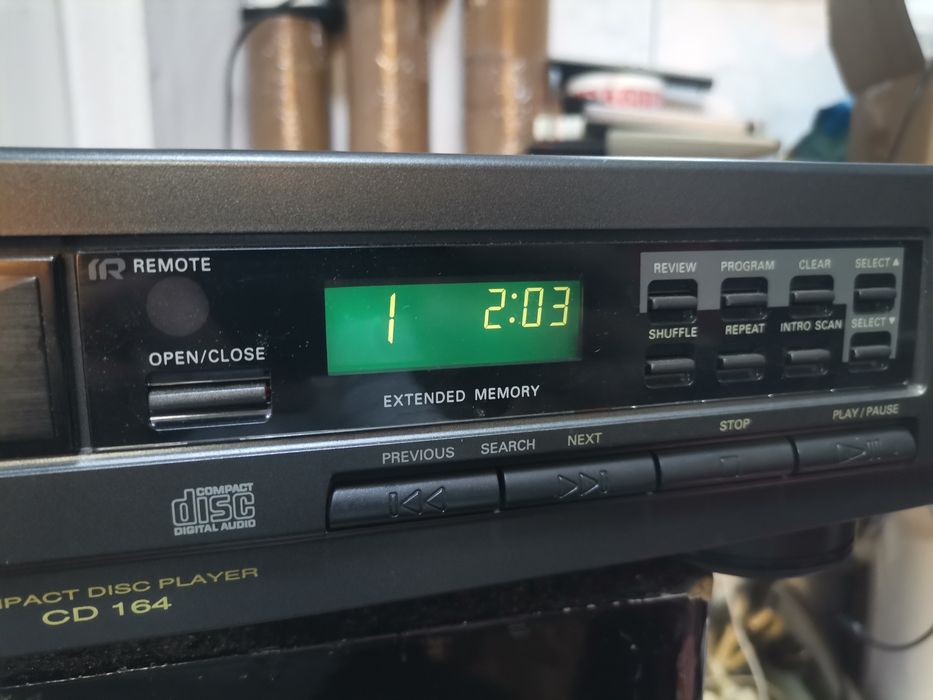 IR REMOTE
OPEN/CLOSE
1 2:03
EXTENDED MEMORY
REVIEW PROGRAM CLEAR SELECT ▲
SHUFFLE REPEAT INTRO SCAN SELECT ▼
PREVIOUS SEARCH NEXT STOP PLAY/PAUSE
COMPACT
disc
DIGITAL AUDIO
PACT DISC PLAYER
CD 164